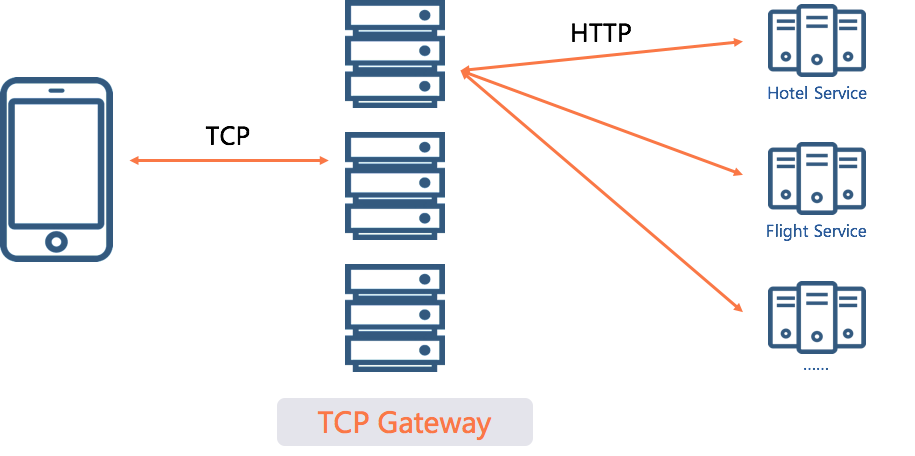 HTTP
Hotel Service
TCP
Flight Service
......
TCP Gateway